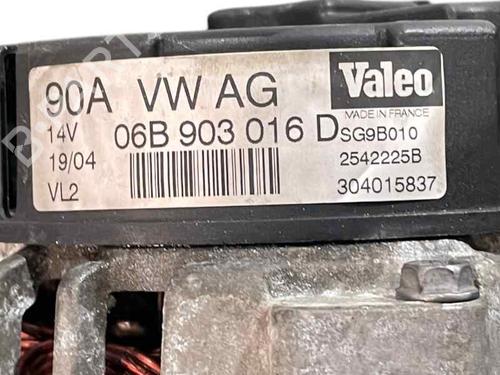 90A VW AG Valeo
MADE IN FRANCE
14V 06B 903 016 D SG9B010
19/04 2542225B
VL2 304015837